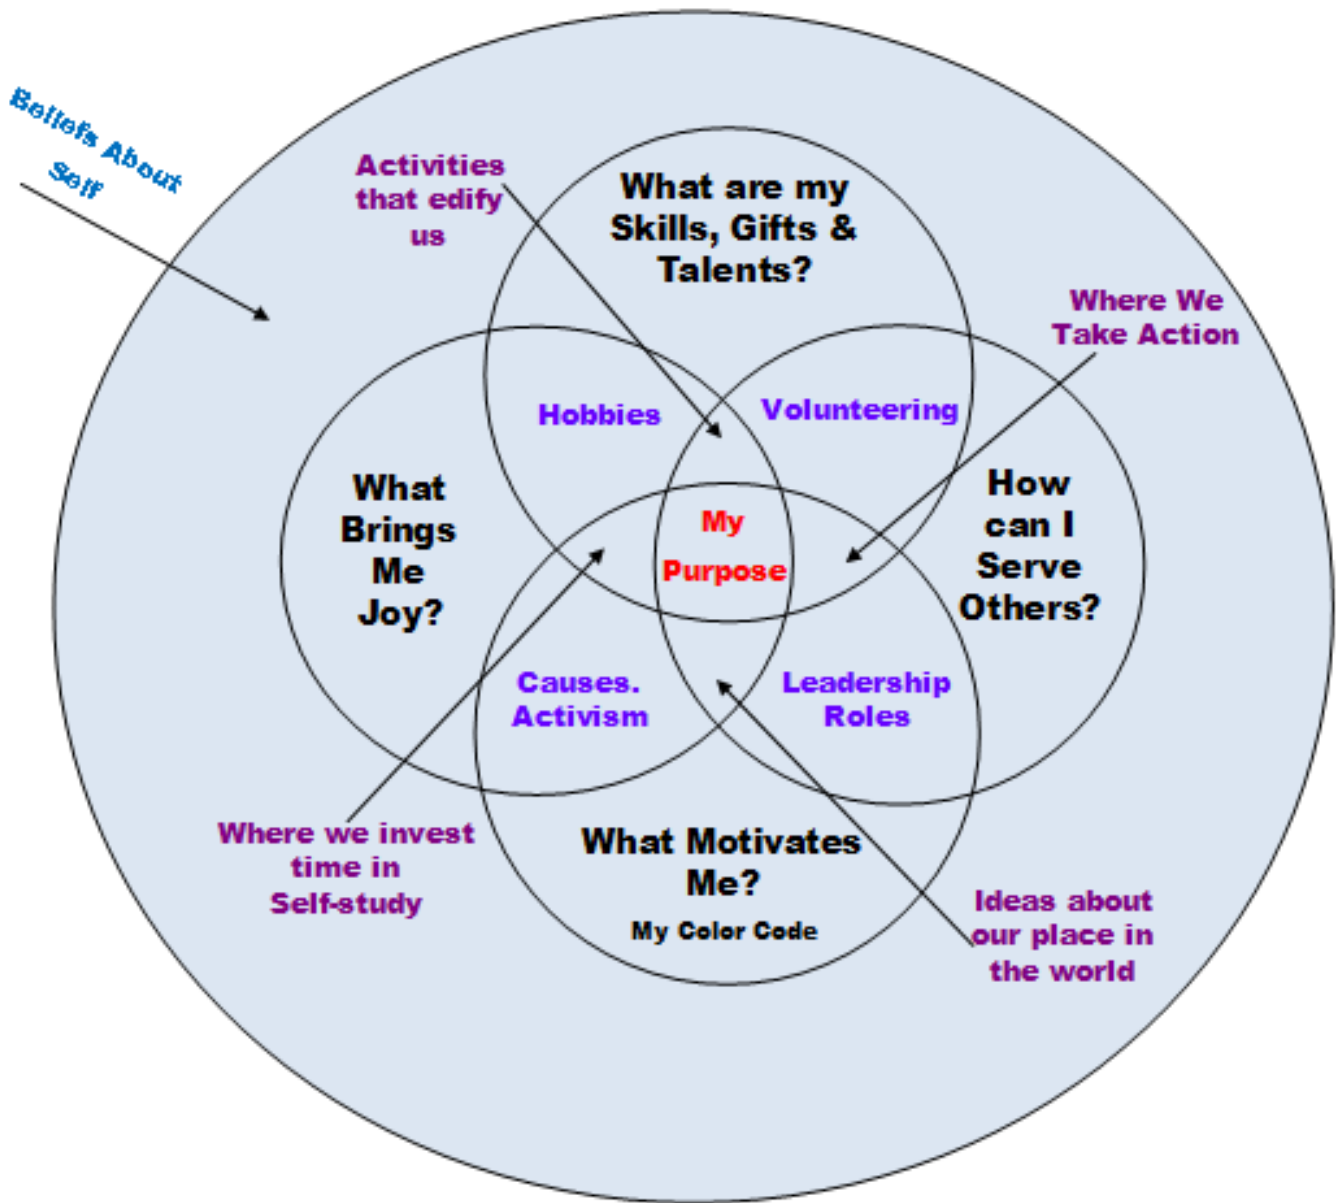 Beliefs About
Self
Activities
that edify
us
What are my
Skills, Gifts &
Talents?
Where We
Take Action
Hobbies
Volunteering
What
Brings
Me
Joy?
My
Purpose
How
can I
Serve
Others?
Causes.
Activism
Leadership
Roles
Where we invest
time in
Self-study
What Motivates
Me?
My Color Code
Ideas about
our place in
the world